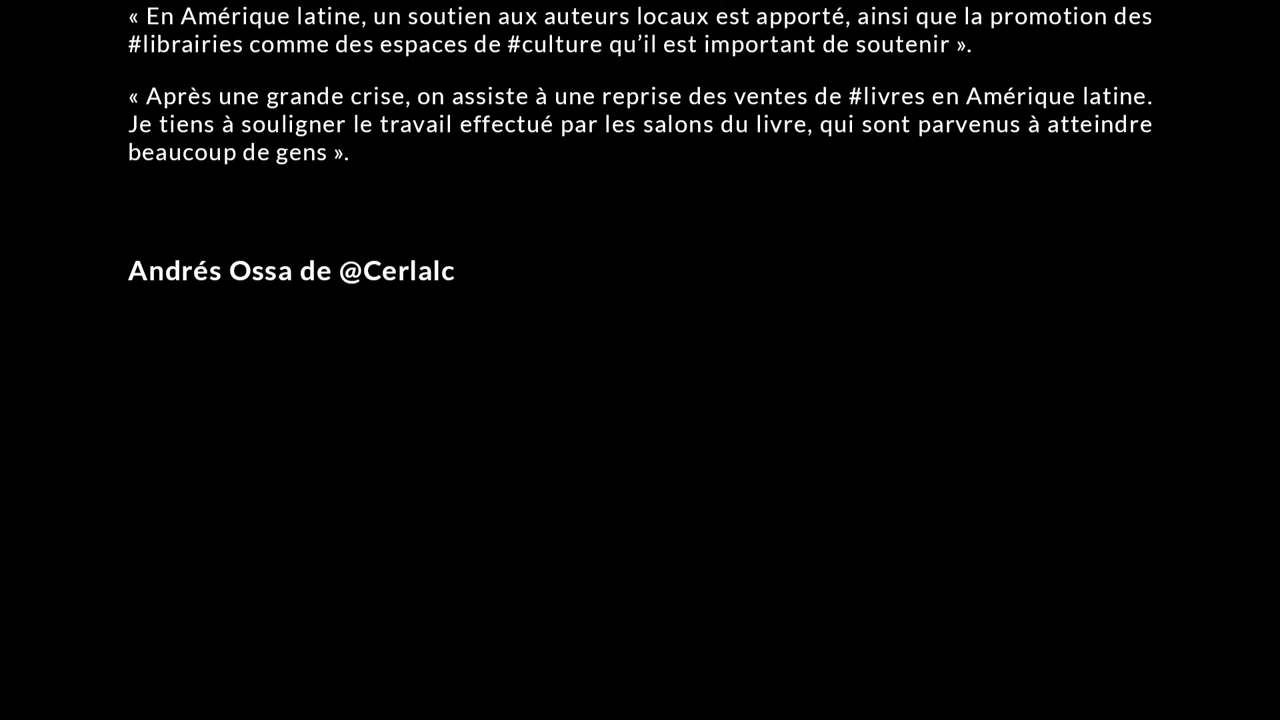 « En Amérique latine, un soutien aux auteurs locaux est apporté, ainsi que la promotion des
#librairies comme des espaces de #culture qu’il est important de soutenir ».
« Après une grande crise, on assiste à une reprise des ventes de #livres en Amérique latine.
Je tiens à souligner le travail effectué par les salons du livre, qui sont parvenus à atteindre
beaucoup de gens ».
Andrés Ossa de @Cerlalc